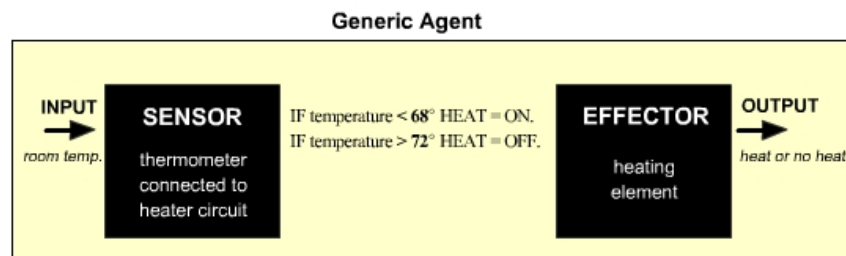 Generic Agent
INPUT
room temp.
SENSOR
thermometer
connected to
heater circuit
IF temperature < 68° HEAT = ON.
IF temperature > 72° HEAT = OFF.
EFFECTOR
heating
element
OUTPUT
heat or no heat